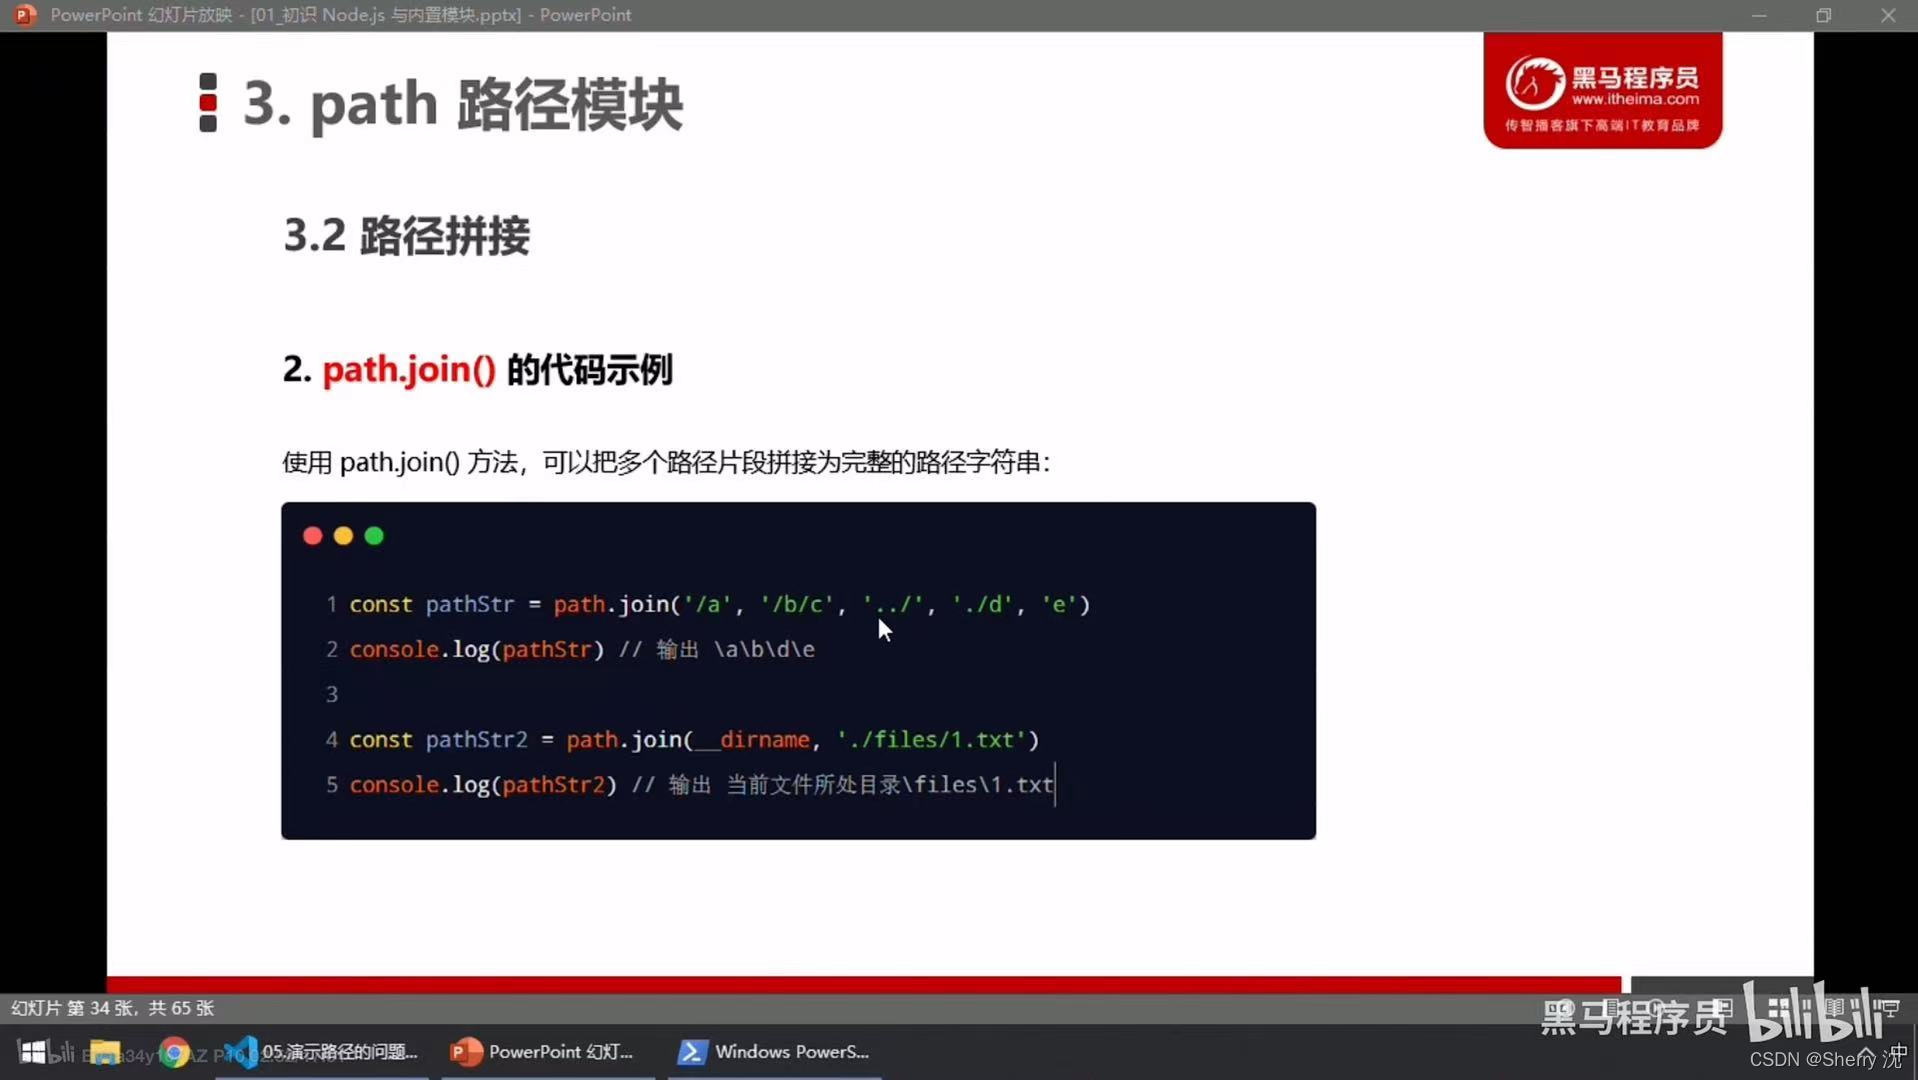 PowerPoint 幻灯片放映 - [01_初识 Node.js 与内置模块.pptx] - PowerPoint
黑马程序员
www.itheima.com
传智播客旗下高端IT教育品牌
3. path 路径模块
3.2 路径拼接
2. path.join() 的代码示例
使用 path.join() 方法，可以把多个路径片段拼接为完整的路径字符串：
1 const pathStr = path.join('/a', '/b/c', '../', './d', 'e')
2 console.log(pathStr) // 输出 \a\b\d\e
3
4 const pathStr2 = path.join(__dirname, './files/1.txt')
5 console.log(pathStr2) // 输出 当前文件所处目录\files\1.txt
幻灯片 第 34 张，共 65 张
黑马程序员 bilibili
05.演示路径的问题...
PowerPoint 幻灯...
Windows PowerS...
中
CSDN @Sherry 沈